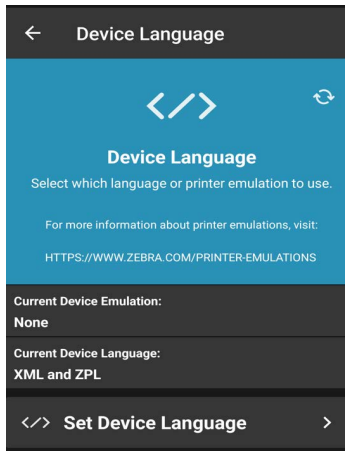 Device Language
Device Language
Select which language or printer emulation to use.
For more information about printer emulations, visit:
HTTPS://WWW.ZEBRA.COM/PRINTER-EMULATIONS
Current Device Emulation:
None
Current Device Language:
XML and ZPL
Set Device Language